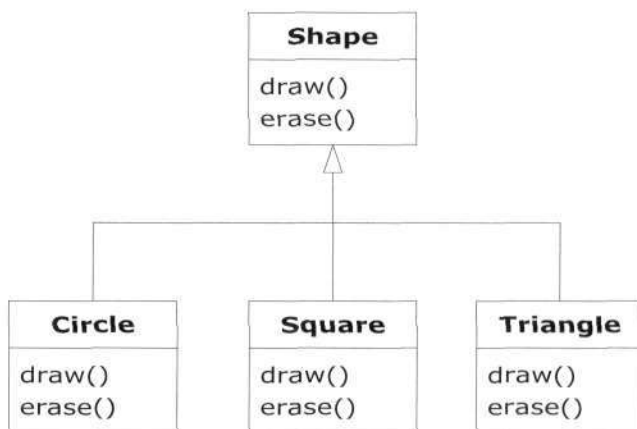 Shape
draw()
erase()
Circle
draw()
erase()
Square
draw()
erase()
Triangle
draw()
erase()